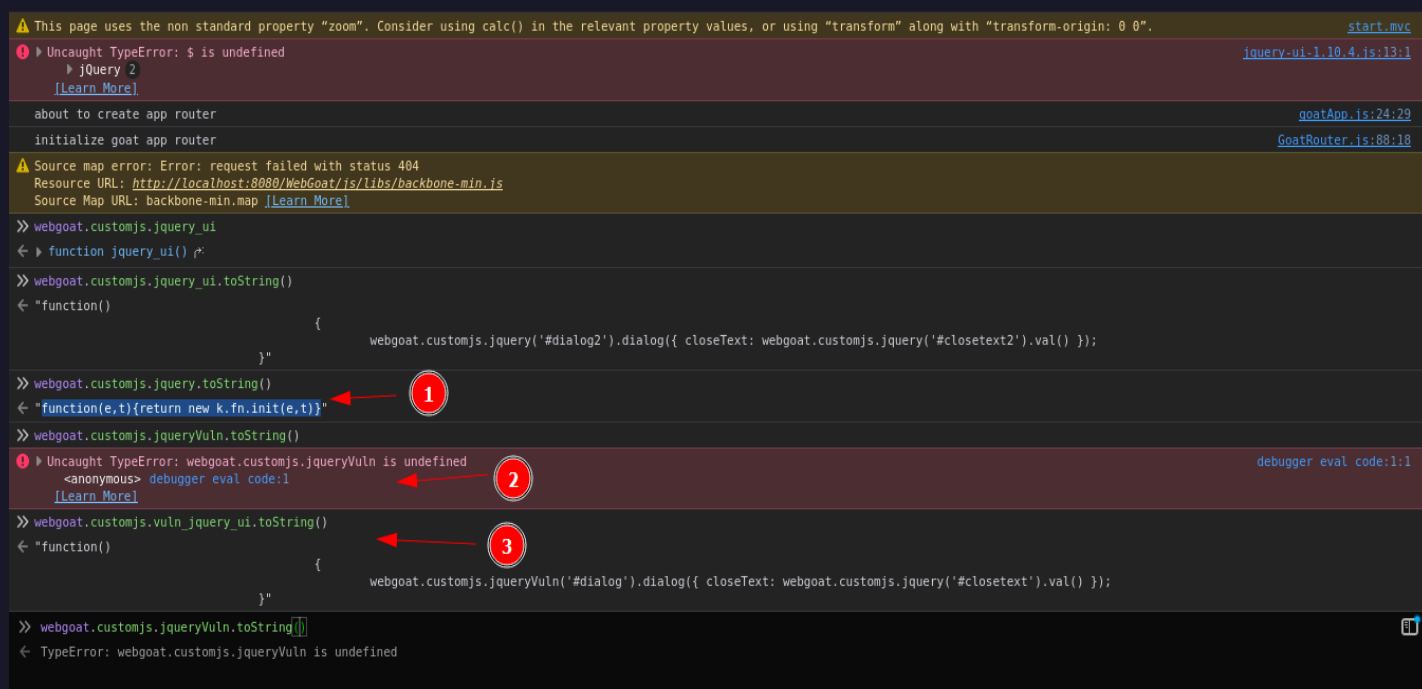 This page uses the non standard property “zoom”. Consider using calc() in the relevant property values, or using “transform” along with “transform-origin: 0 0”. start.mvc
Uncaught TypeError: $ is undefined jquery-ui-1.10.4.js:13:1
jQuery 2
[Learn More]
about to create app router goatApp.js:24:29
initialize goat app router GoatRouter.js:88:18
Source map error: Error: request failed with status 404
Resource URL: http://localhost:8080/WebGoat/js/libs/backbone-min.js
Source Map URL: backbone-min.map [Learn More]
webgoat.customjs.jquery_ui
function jquery_ui()
webgoat.customjs.jquery_ui.toString()
"function()
{
webgoat.customjs.jquery('#dialog2').dialog({ closeText: webgoat.customjs.jquery('#closetext2').val() });
}"
webgoat.customjs.jquery.toString()
1
"function(e,t){return new k.fn.init(e,t)}"
webgoat.customjs.jqueryVuln.toString()
Uncaught TypeError: webgoat.customjs.jqueryVuln is undefined debugger eval code:1:1
<anonymous> debugger eval code:1
2
[Learn More]
webgoat.customjs.vuln_jquery_ui.toString()
"function()
3
{
webgoat.customjs.jqueryVuln('#dialog').dialog({ closeText: webgoat.customjs.jquery('#closetext').val() });
}"
webgoat.customjs.jqueryVuln.toString()
TypeError: webgoat.customjs.jqueryVuln is undefined